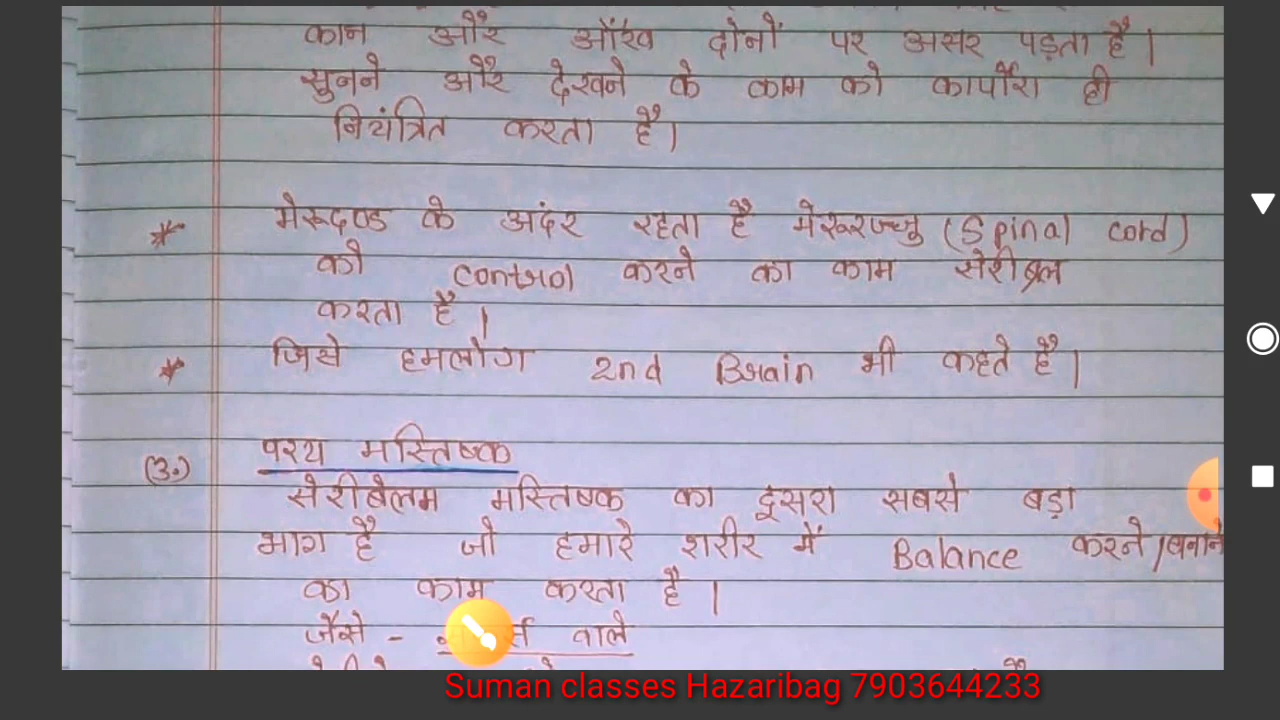 कान और आँख दोनों पर असर पड़ता है।
सुनने और देखने के काम को कार्पोरा ही
नियंत्रित करता है।
* मेरूदण्ड के अदंर रहता है मेरूरज्जु (Spinal cord)
को control करने का काम सेरीब्रल
करता है।
* जिसे हमलोग 2nd Brain भी कहते है।
(3.) पश्य मस्तिष्क
सेरीबेलम मस्तिष्क का दूसरा सबसे बड़ा
भाग है जो हमारे शरीर में Balance करने/बनाने
का काम करता है।
जैसे - वाले
Suman classes Hazaribag 7903644233